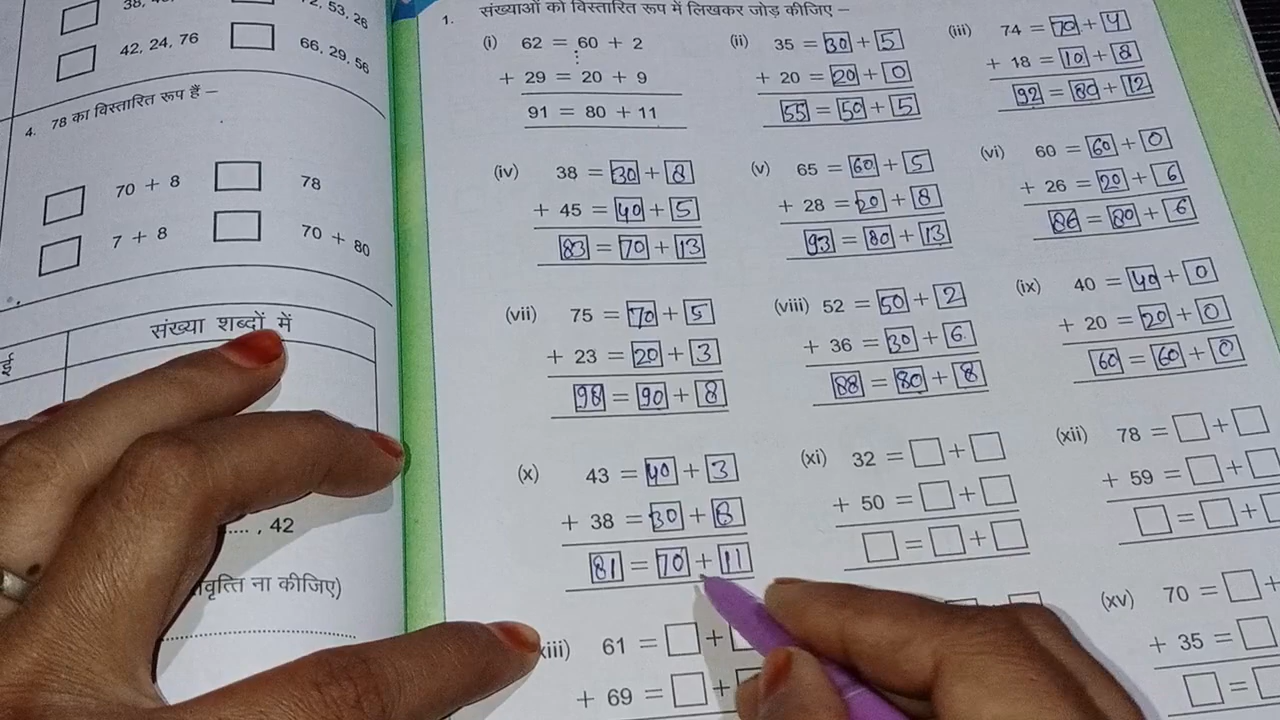 38, 
2, 53, 26
42, 24, 76
66, 29, 56
4. 78 का विस्तारित रूप हैं –
70 + 8
78
7 + 8
70 + 80
संख्या शब्दों में
ई
....., 42
वृत्ति ना कीजिए)
1. संख्याओं को विस्तारित रूप में लिखकर जोड़ कीजिए –
(i) 62 = 60 + 2
+ 29 = 20 + 9
91 = 80 + 11
(ii) 35 = 30 + 5
+ 20 = 20 + 0
55 = 50 + 5
(iii) 74 = 70 + 4
+ 18 = 10 + 8
92 = 80 + 12
(iv) 38 = 30 + 8
+ 45 = 40 + 5
83 = 70 + 13
(v) 65 = 60 + 5
+ 28 = 20 + 8
93 = 80 + 13
(vi) 60 = 60 + 0
+ 26 = 20 + 6
86 = 80 + 6
(vii) 75 = 70 + 5
+ 23 = 20 + 3
98 = 90 + 8
(viii) 52 = 50 + 2
+ 36 = 30 + 6
88 = 80 + 8
(ix) 40 = 40 + 0
+ 20 = 20 + 0
60 = 60 + 0
(x) 43 = 40 + 3
+ 38 = 30 + 8
81 = 70 + 11
(xi) 32 = +
+ 50 = +
= +
(xii) 78 = +
+ 59 = +
= +
xiii) 61 = +
+ 69 = +
(xv) 70 = +
+ 35 =
=